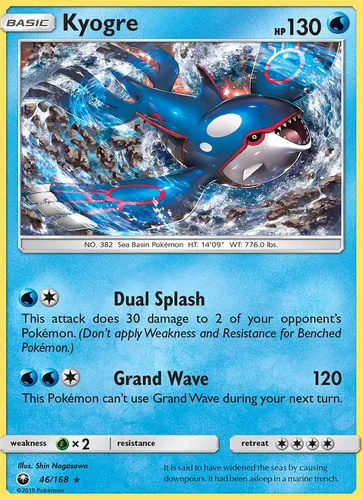 BASIC Kyogre HP130
NO. 382 Sea Basin Pokémon HT: 14'09" WT: 776.0 lbs.
Dual Splash
This attack does 30 damage to 2 of your opponent's
Pokémon. (Don't apply Weakness and Resistance for Benched
Pokémon.)
Grand Wave 120
This Pokémon can't use Grand Wave during your next turn.
weakness ×2 resistance retreat
Illus. Shin Nagasawa
46/168 ★
©2018 Pokémon
It is said to have widened the seas by causing
downpours. It had been asleep in a marine trench.